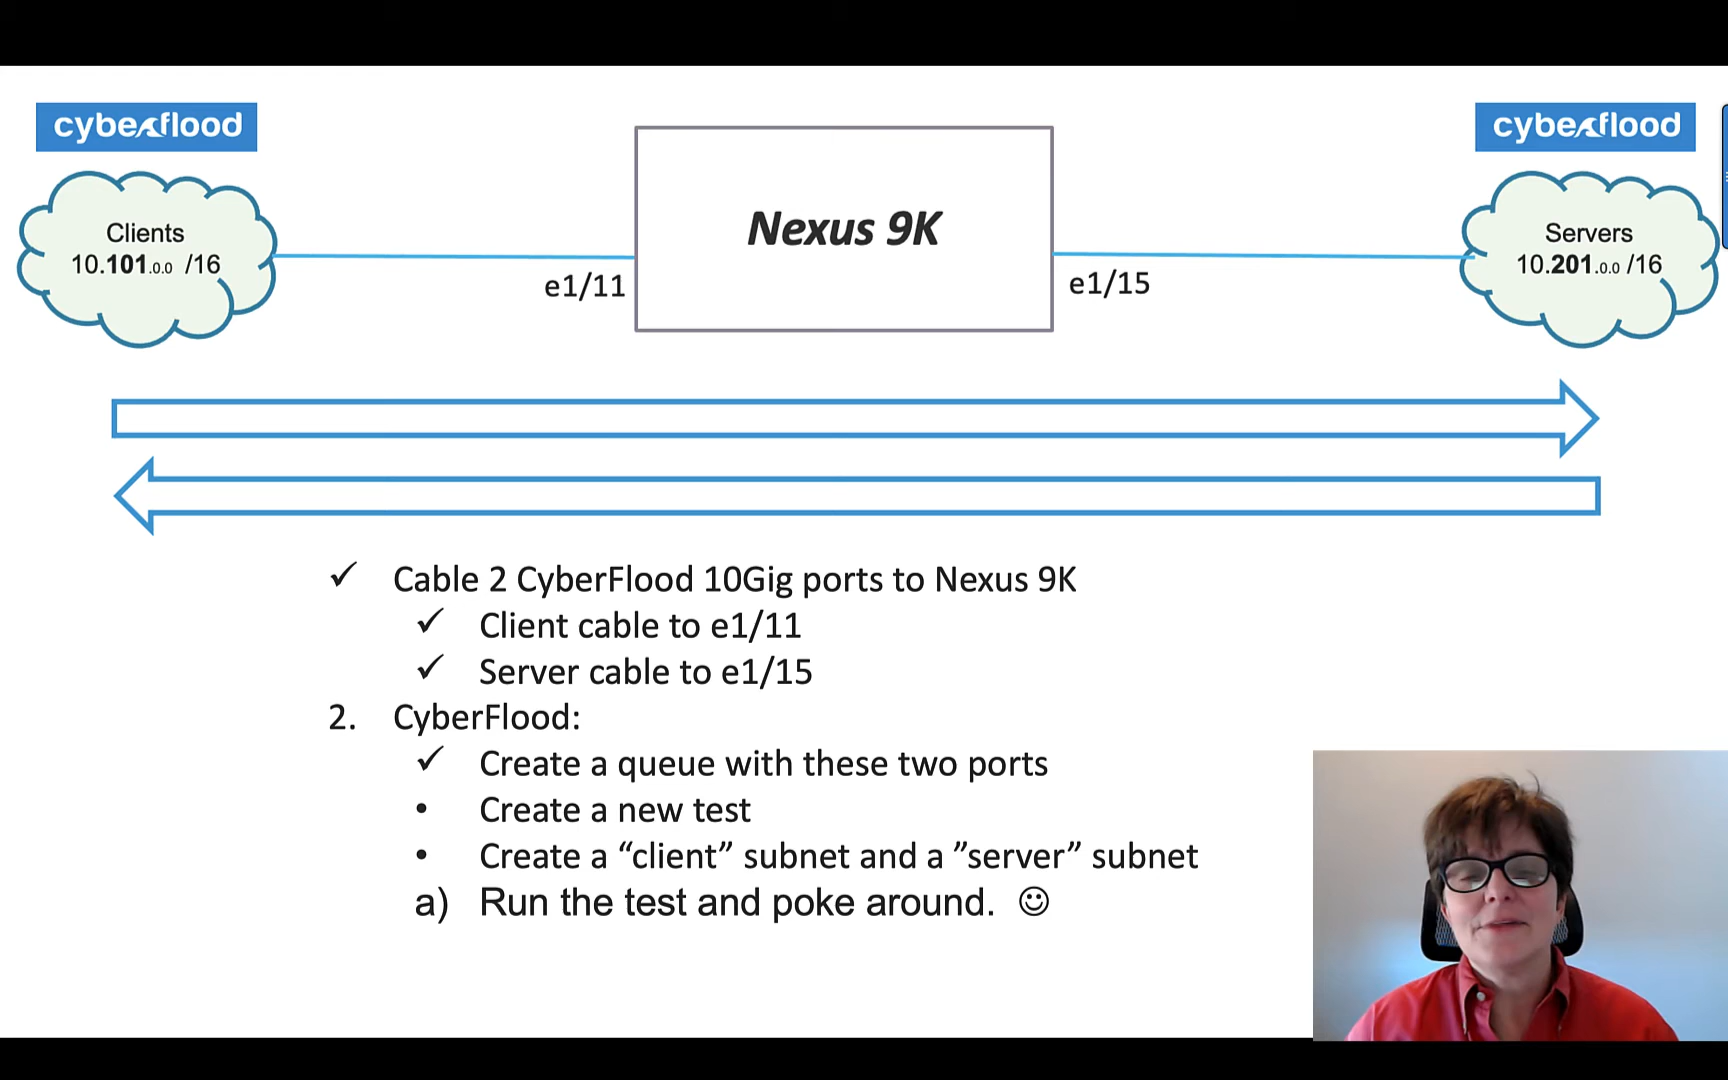 cyberflood
cyberflood
Clients
10.101.0.0 /16
Nexus 9K
Servers
10.201.0.0 /16
e1/11
e1/15
✓ Cable 2 CyberFlood 10Gig ports to Nexus 9K
✓ Client cable to e1/11
✓ Server cable to e1/15
2. CyberFlood:
✓ Create a queue with these two ports
• Create a new test
• Create a “client” subnet and a ”server” subnet
a) Run the test and poke around. ☺